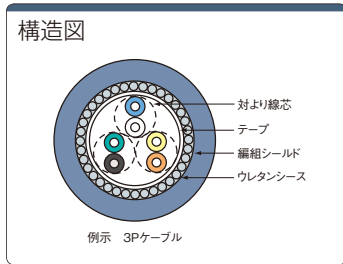 構造図
対より線芯
テープ
編組シールド
ウレタンシース
例示　3Pケーブル